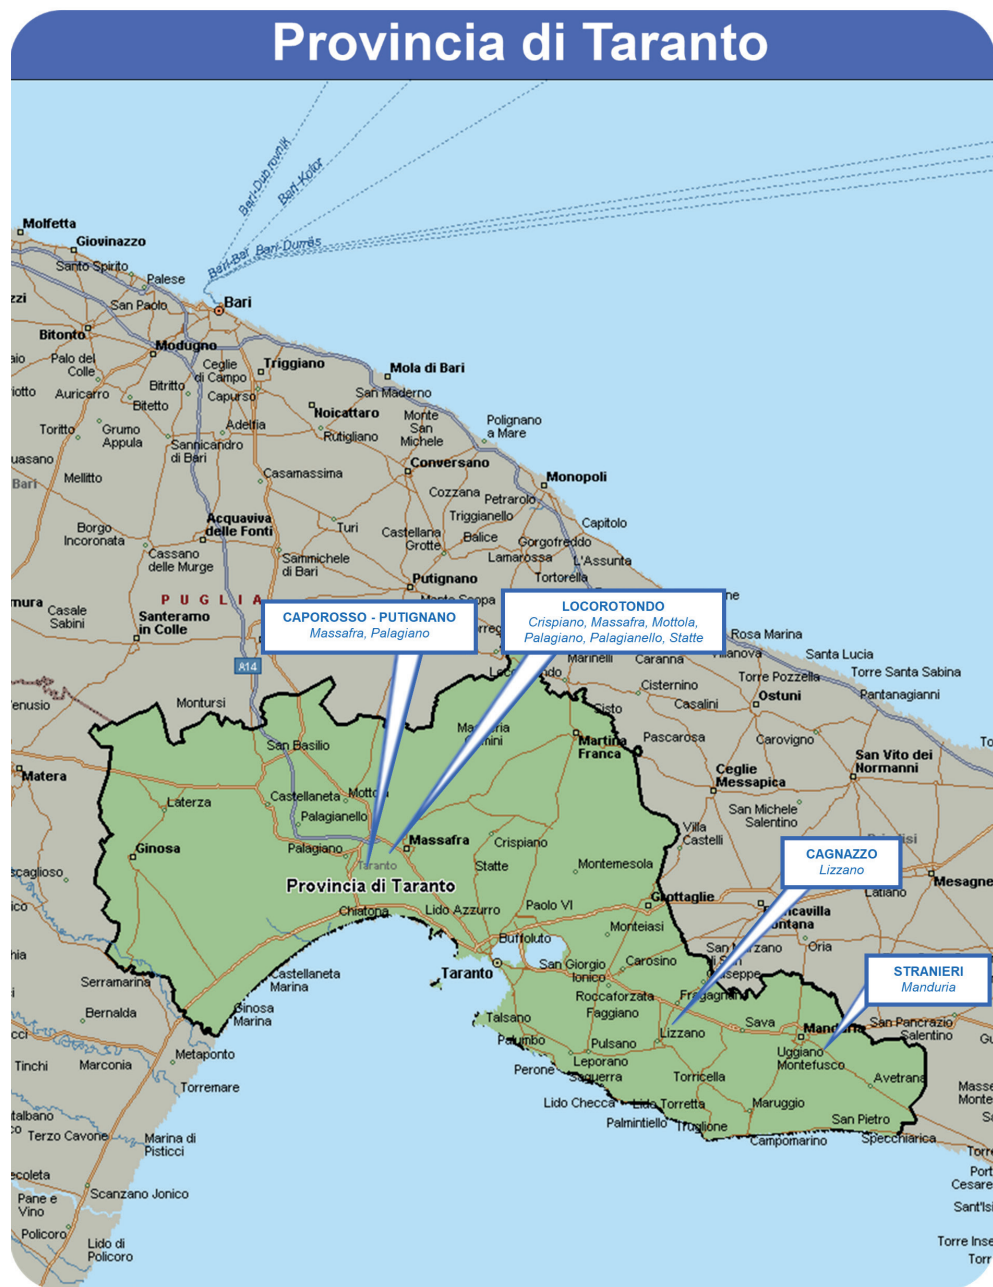 Provincia di Taranto
Bari-Dubrovnik
Bari-Kotor
Bari-Bar
Bari-Durrës
Molfetta
Giovinazzo
Santo Spirito
Palese
San Paolo
Bari
Bitonto
Modugno
Palo del
Colle
Ceglie
di Campo
Triggiano
Mola di Bari
Auricarro
Bitritto
Bitetto
Capurso
San Maderno
Noicattaro
Monte
San
Michele
Polignano
a Mare
Toritto
Grumo
Appula
Adelfia
Rutigliano
Sannicandro
di Bari
Bari
Mellitto
Casamassima
Conversano
Monopoli
Cozzana
Petrarolo
Triggianello
Capitolo
Acquaviva
delle Fonti
Borgo
Incoronata
Turi
Castellana
Grotte
Balice
Gorgofreddo
Cassano
delle Murge
Sammichele
di Bari
Lamarossa
L'Assunta
Putignano
Tortorella
PUGLIA
Casale
Sabini
Santeramo
in Colle
CAPOROSSO - PUTIGNANO
Massafra, Palagiano
LOCOROTONDO
Crispiano, Massafra, Mottola,
Palagiano, Palagianello, Statte
Rosa Marina
Santa Lucia
A14
Marinelli
Caranna
Torre Santa Sabina
Torre Pozzella
Cisternino
Ostuni
Pantanagianni
Montursi
Casalini
San Basilio
Martina
Franca
Pascarosa
Carovigno
San Vito dei
Normanni
Matera
Ceglie
Messapica
Laterza
Castellaneta
Palagianello
San Michele
Salentino
Villa
Castelli
Ginosa
Palagiano
Massafra
Crispiano
Taranto
Statte
Montemesola
CAGNAZZO
Lizzano
Provincia di Taranto
Mesagne
Latiano
Chiatona
Lido Azzurro
Paolo VI
Grottaglie
Monteiasi
Buffoluto
Oria
Taranto
San Giorgio
Ionico
Carosino
STRANIERI
Manduria
Serramarina
Castellaneta
Marina
Roccaforzata
Faggiano
Ginosa
Marina
Bernalda
Talsano
Lizzano
Sava
Manduria
San Pancrazio
Salentino
Palumbo
Pulsano
Uggiano
Montefusco
Metaponto
Tinchi
Marconia
Leporano
Perone
Saguerra
Torricella
Avetrana
Torremare
Lido Checca
Lido Torretta
Maruggio
Palmintiello
Truglione
San Pietro
Campomarino
Specchiarica
Terzo Cavone
Marina di
Pisticci
Scanzano Jonico
Pane e
Vino
Policoro
Lido di
Policoro